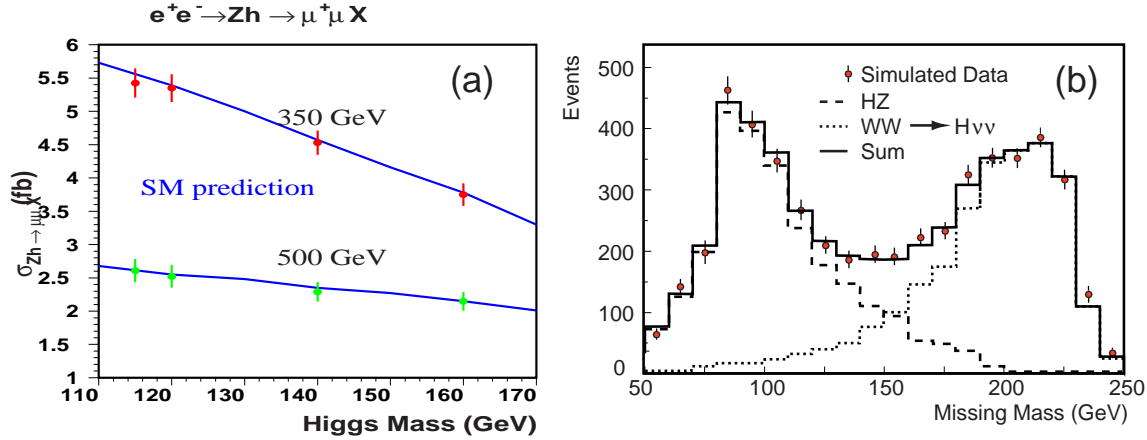 e+e-→Zh → μ+μ X
(a)
σZh→μμX (fb)
6
5.5
5
4.5
4
3.5
3
2.5
2
1.5
1
350 GeV
SM prediction
500 GeV
110 120 130 140 150 160 170
Higgs Mass (GeV)
(b)
Events
500
400
300
200
100
0
Simulated Data
HZ
WW → Hνν
Sum
50 100 150 200 250
Missing Mass (GeV)